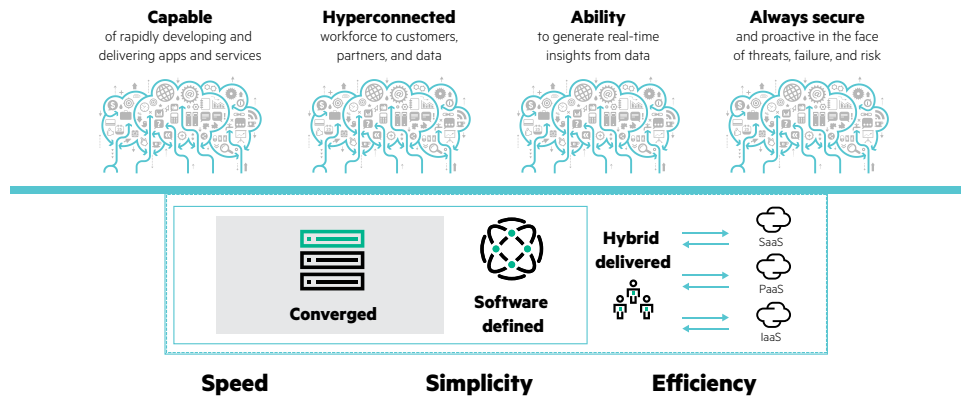 Capable
of rapidly developing and
delivering apps and services
Hyperconnected
workforce to customers,
partners, and data
Ability
to generate real-time
insights from data
Always secure
and proactive in the face
of threats, failure, and risk
Converged
Software
defined
Hybrid
delivered
SaaS
PaaS
IaaS
Speed
Simplicity
Efficiency